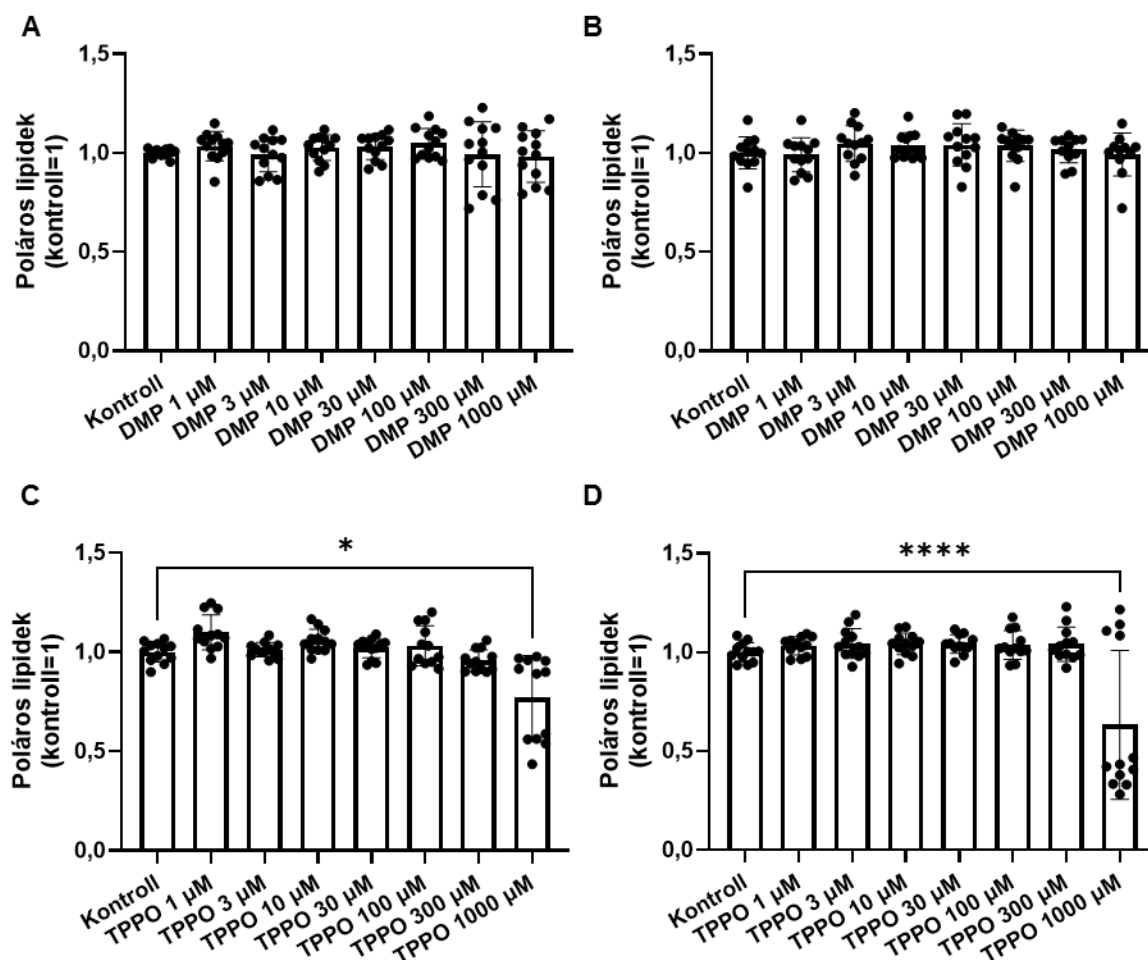 A
Poláros lipidek
(kontroll=1)
1,5
1,0
0,5
0,0
Kontroll
DMP 1 µM
DMP 3 µM
DMP 10 µM
DMP 30 µM
DMP 100 µM
DMP 300 µM
DMP 1000 µM
B
Poláros lipidek
(kontroll=1)
1,5
1,0
0,5
0,0
Kontroll
DMP 1 µM
DMP 3 µM
DMP 10 µM
DMP 30 µM
DMP 100 µM
DMP 300 µM
DMP 1000 µM
C
Poláros lipidek
(kontroll=1)
1,5
1,0
0,5
0,0
*
Kontroll
TPPO 1 µM
TPPO 3 µM
TPPO 10 µM
TPPO 30 µM
TPPO 100 µM
TPPO 300 µM
TPPO 1000 µM
D
Poláros lipidek
(kontroll=1)
1,5
1,0
0,5
0,0
****
Kontroll
TPPO 1 µM
TPPO 3 µM
TPPO 10 µM
TPPO 30 µM
TPPO 100 µM
TPPO 300 µM
TPPO 1000 µM